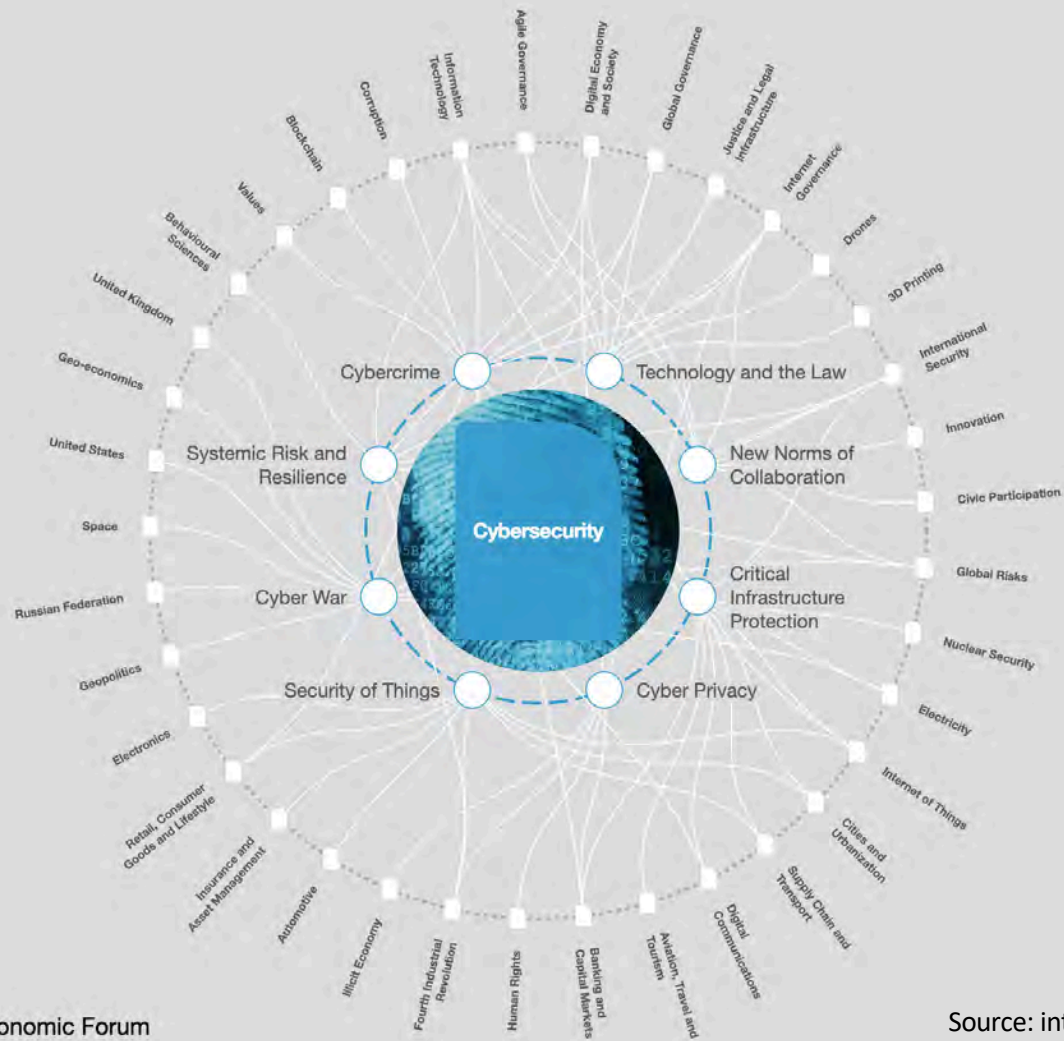 Agile Governance
Digital Economy
and Society
Global Governance
Justice and Legal
Infrastructure
Internet
Governance
Drones
3D Printing
International
Security
Innovation
Civic Participation
Global Risks
Nuclear Security
Electricity
Internet of Things
Cities and
Urbanization
Supply Chain and
Transport
Digital
Communications
Aviation, Travel and
Tourism
Banking and
Capital Markets
Human Rights
Fourth Industrial
Revolution
Illicit Economy
Automotive
Insurance and
Asset Management
Retail, Consumer
Goods and Lifestyle
Electronics
Geopolitics
Russian Federation
Space
United States
Geo-economics
United Kingdom
Behavioural
Sciences
Values
Blockchain
Corruption
Information
Technology
Cybercrime
Technology and the Law
Systemic Risk and
Resilience
New Norms of
Collaboration
Cybersecurity
Cyber War
Critical
Infrastructure
Protection
Security of Things
Cyber Privacy
Forum
Source: